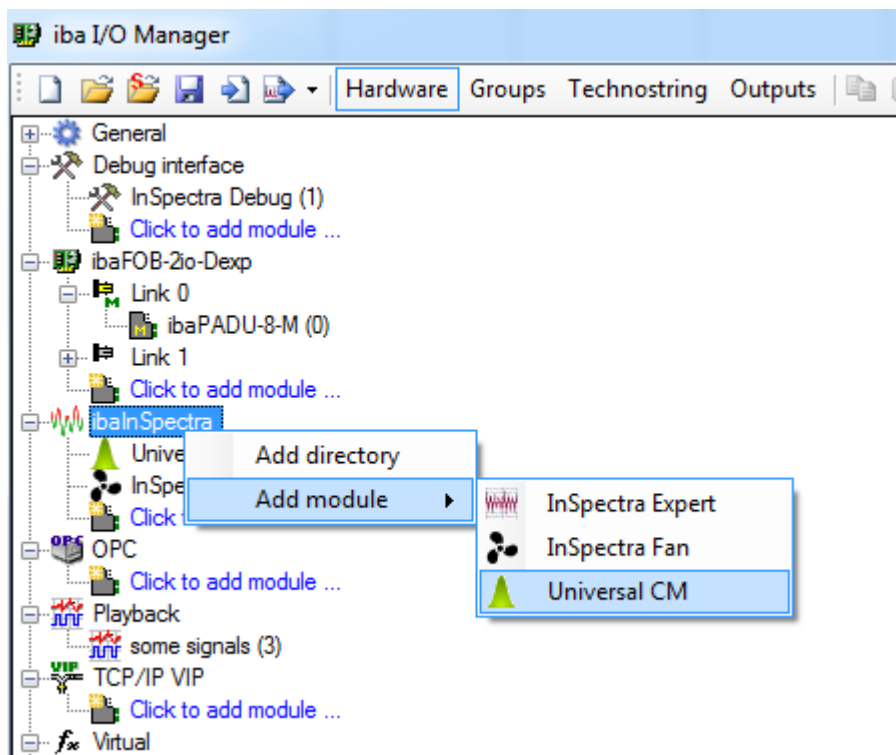 iba I/O Manager
Hardware Groups Technostring Outputs
General
Debug interface
InSpectra Debug (1)
Click to add module ...
ibaFOB-2io-Dexp
Link 0
ibaPADU-8-M (0)
Link 1
Click to add module ...
ibaInSpectra
Unive
Add directory
InSpe
Add module
InSpectra Expert
Click
InSpectra Fan
OPC
Click to add module ...
Universal CM
Playback
some signals (3)
TCP/IP VIP
Click to add module ...
Virtual